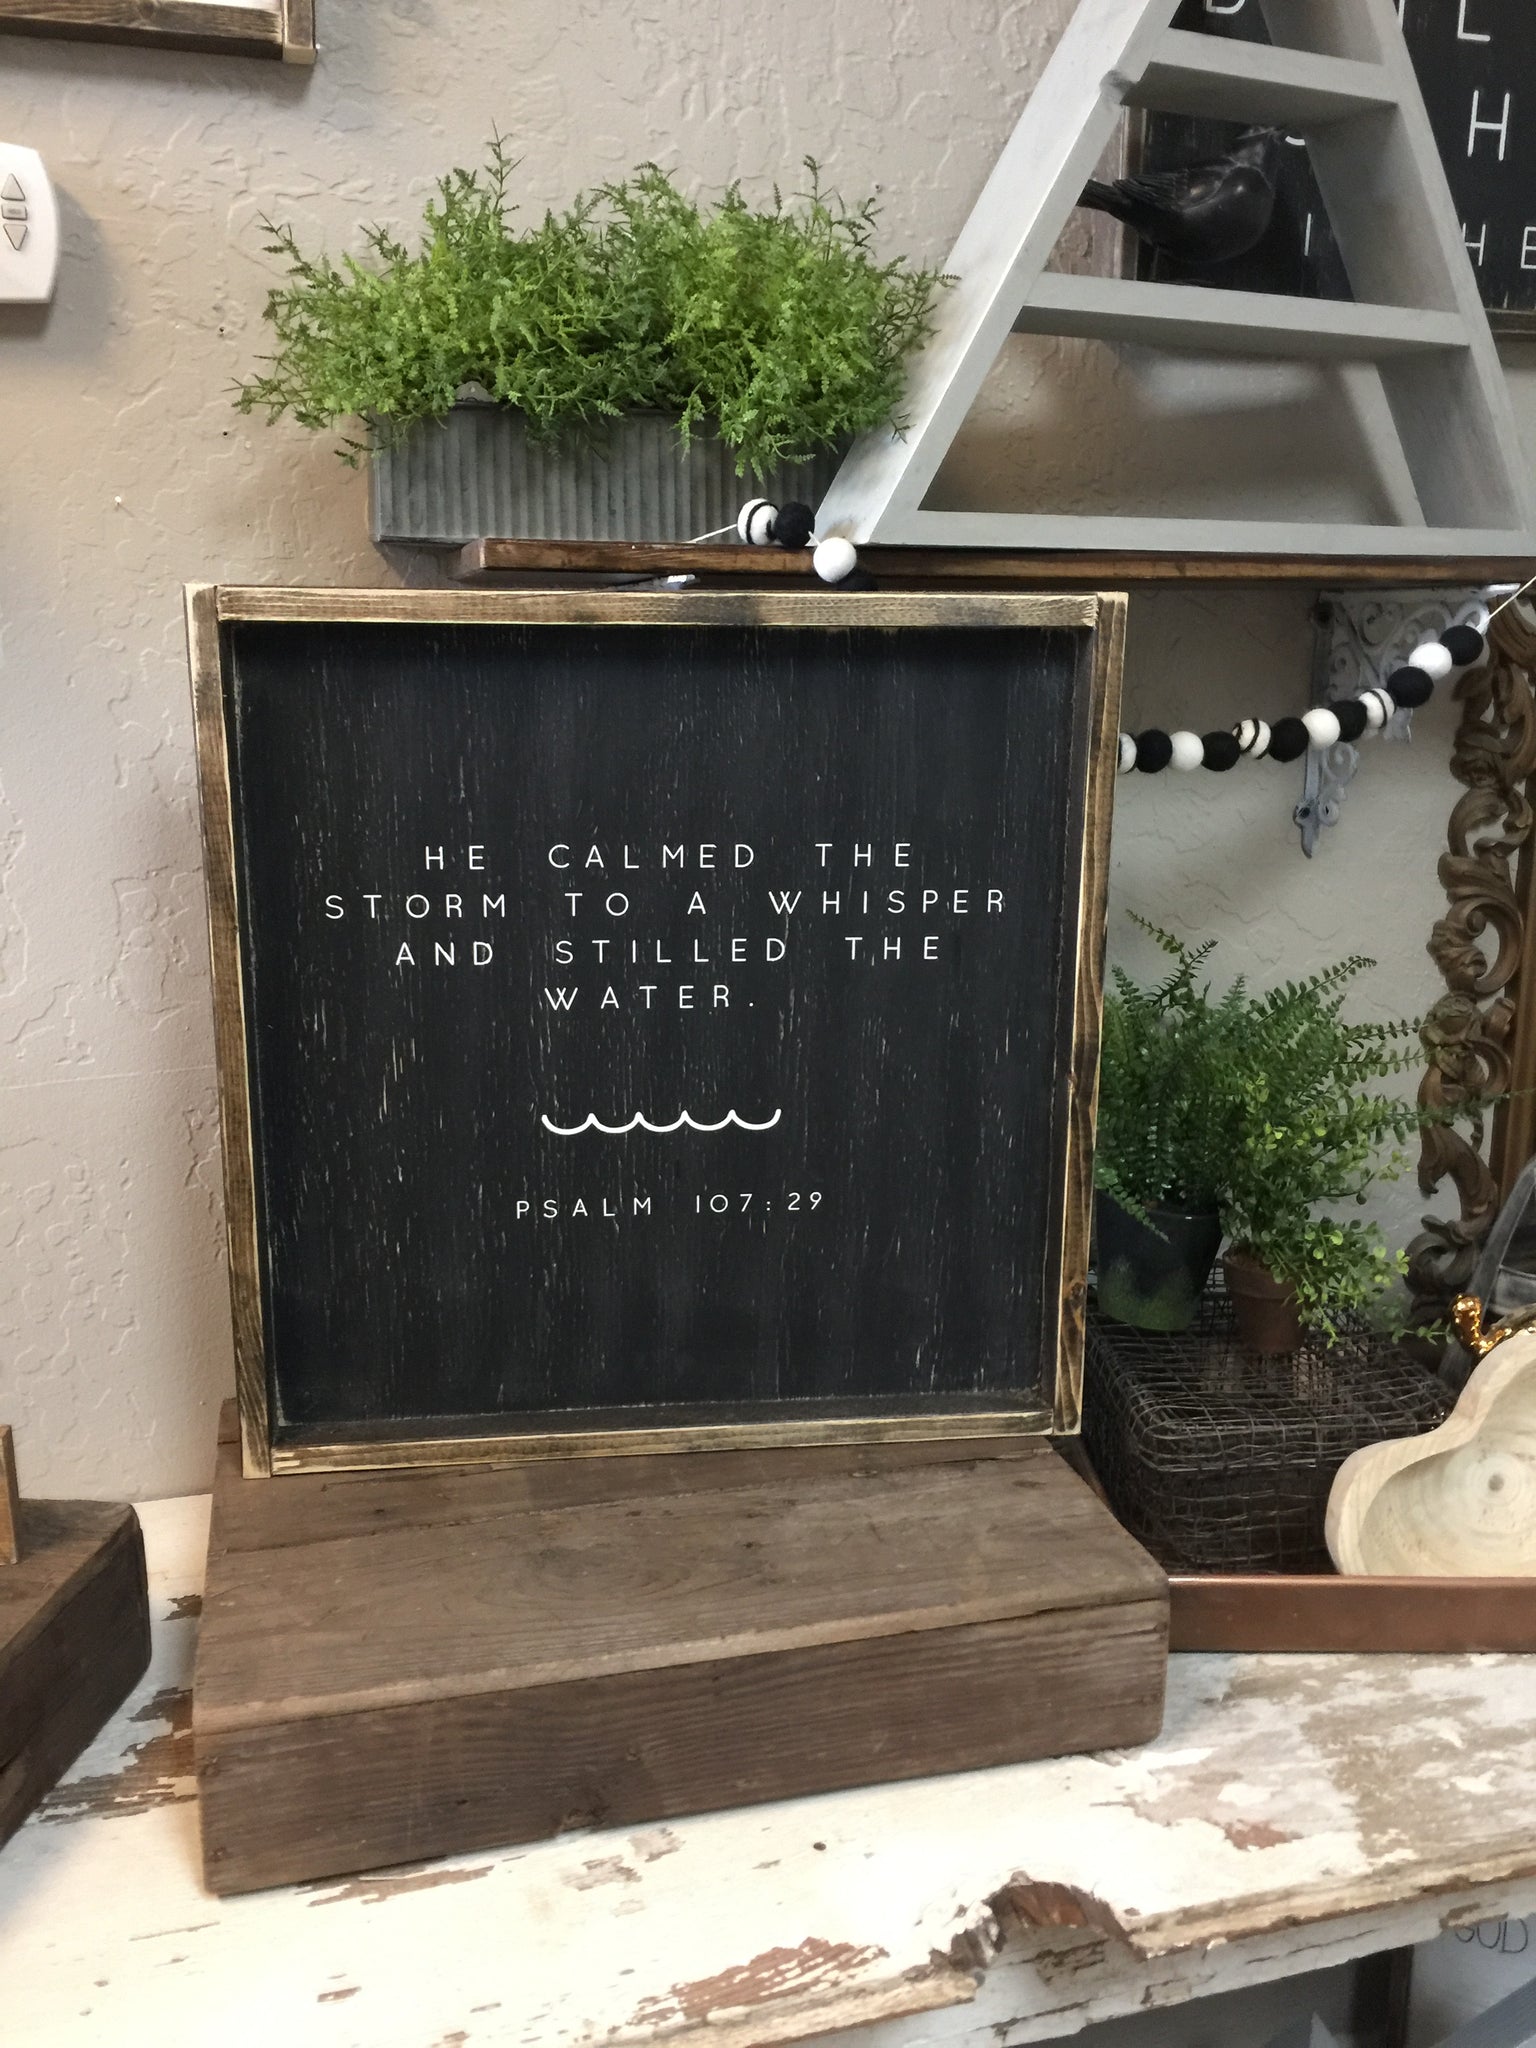 HE CALMED THE
STORM TO A WHISPER
AND STILLED THE
WATER.
PSALM 107:29